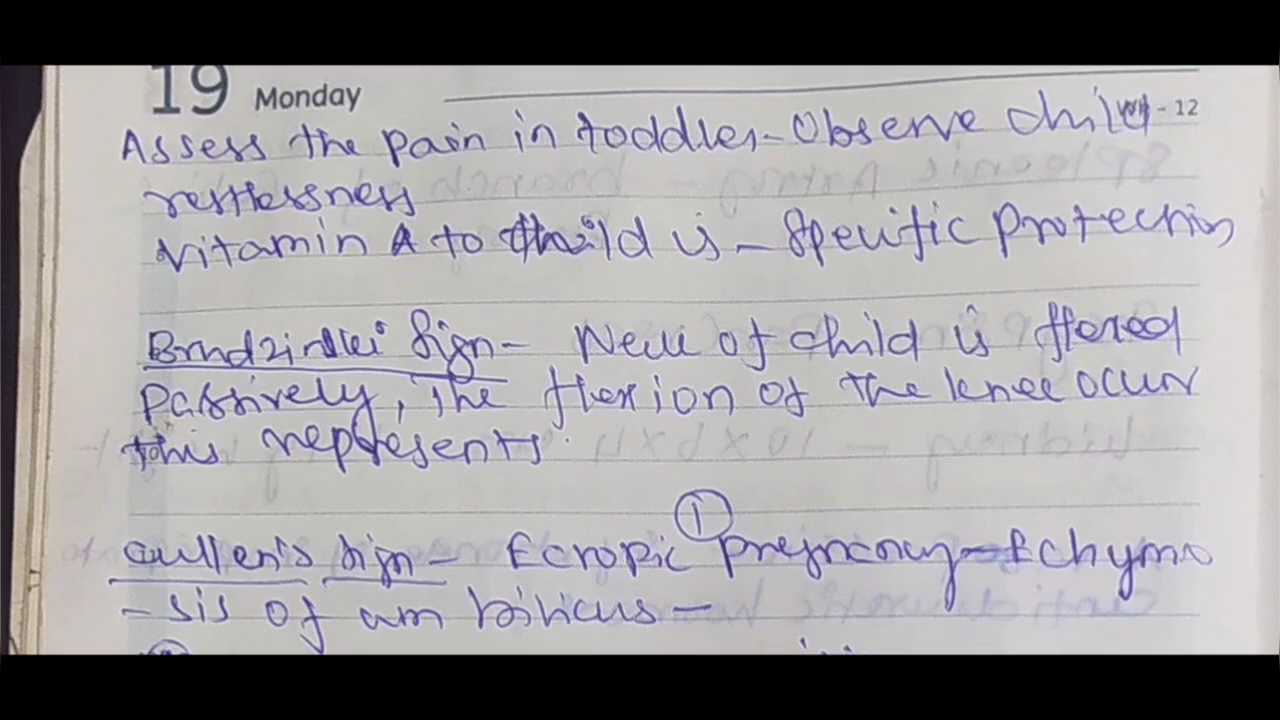 19 Monday
Wk - 12
Assess the pain in toddler - Observe child
restlessness
Vitamin A to child is - Specific protection
Brudzinski Sign - Neck of child is flexed
passively, The flexion of the knee occur
this represents.
①
Cullen's sign - Ectopic pregnancy - Echymo
- sis of umbilicus -